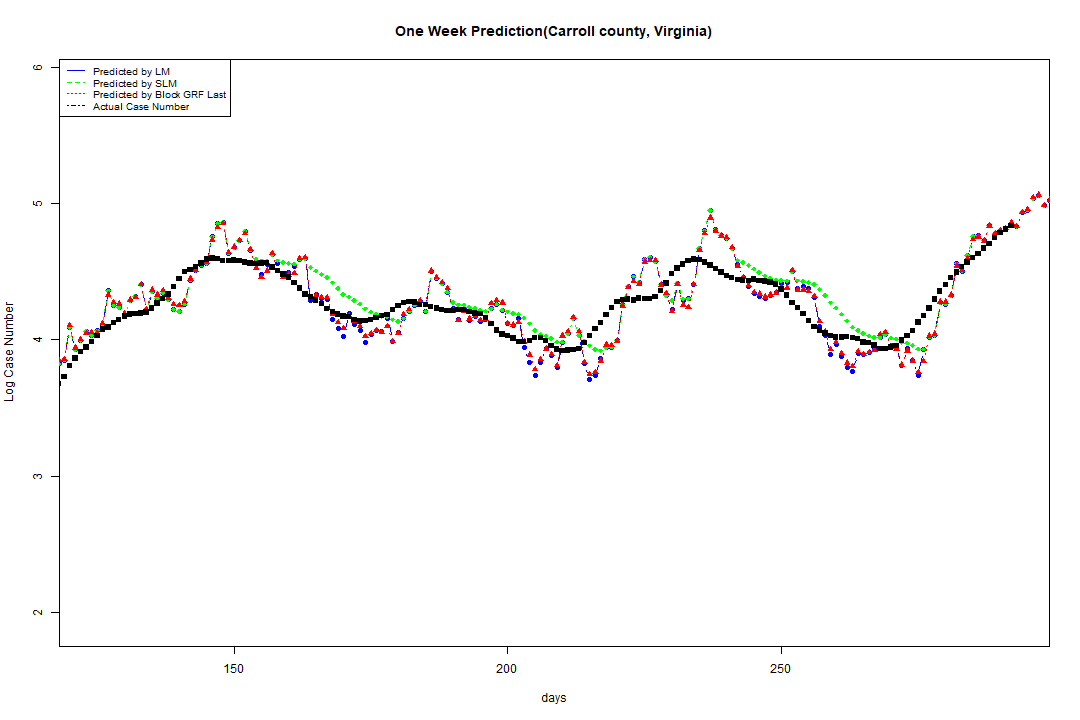 One Week Prediction(Carroll county, Virginia)
Predicted by LM
Predicted by SLM
Predicted by Block GRF Last
Actual Case Number
6
5
4
3
2
Log Case Number
150 200 250
days